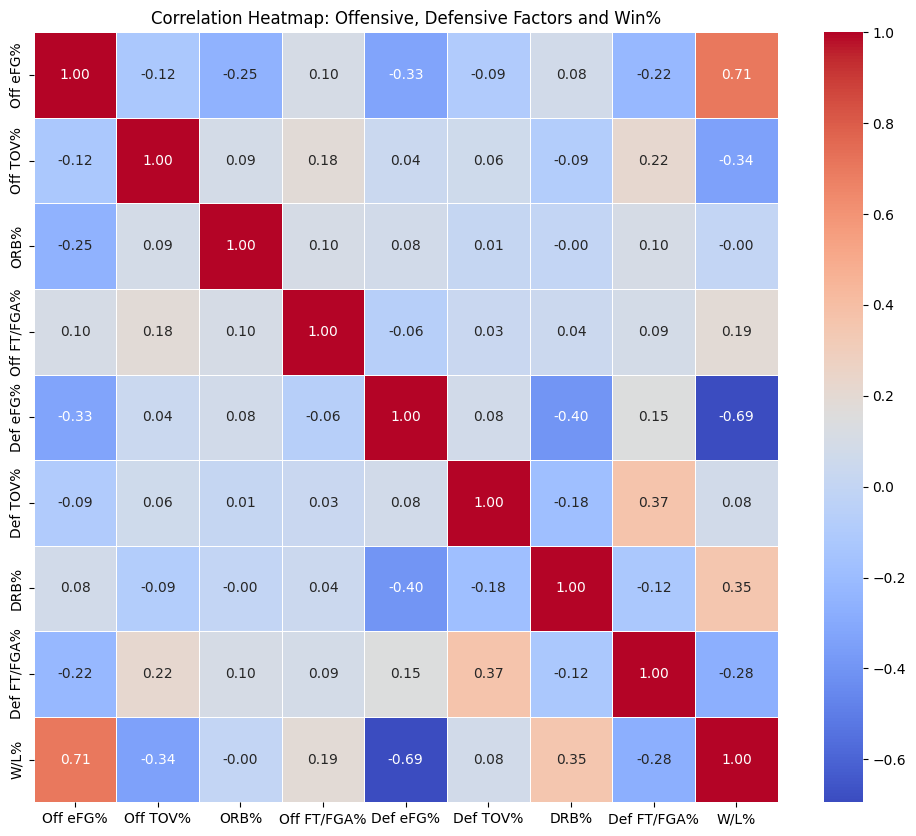 Correlation Heatmap: Offensive, Defensive Factors and Win%
Off eFG% 1.00 -0.12 -0.25 0.10 -0.33 -0.09 0.08 -0.22 0.71
Off TOV% -0.12 1.00 0.09 0.18 0.04 0.06 -0.09 0.22 -0.34
ORB% -0.25 0.09 1.00 0.10 0.08 0.01 -0.00 0.10 -0.00
Off FT/FGA% 0.10 0.18 0.10 1.00 -0.06 0.03 0.04 0.09 0.19
Def eFG% -0.33 0.04 0.08 -0.06 1.00 0.08 -0.40 0.15 -0.69
Def TOV% -0.09 0.06 0.01 0.03 0.08 1.00 -0.18 0.37 0.08
DRB% 0.08 -0.09 -0.00 0.04 -0.40 -0.18 1.00 -0.12 0.35
Def FT/FGA% -0.22 0.22 0.10 0.09 0.15 0.37 -0.12 1.00 -0.28
W/L% 0.71 -0.34 -0.00 0.19 -0.69 0.08 0.35 -0.28 1.00
Off eFG% Off TOV% ORB% Off FT/FGA% Def eFG% Def TOV% DRB% Def FT/FGA% W/L%
1.0
0.8
0.6
0.4
0.2
0.0
−0.2
−0.4
−0.6